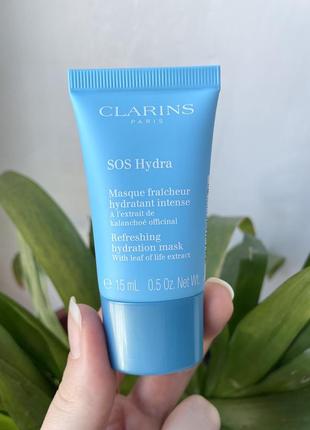 CLARINS
PARIS
SOS Hydra
Masque fraîcheur
hydratant intense
A l'extrait de
kalanchoé officinal
Refreshing
hydration mask
With leaf of life extract
℮ 15 mL 0.5 Oz. Net Wt.